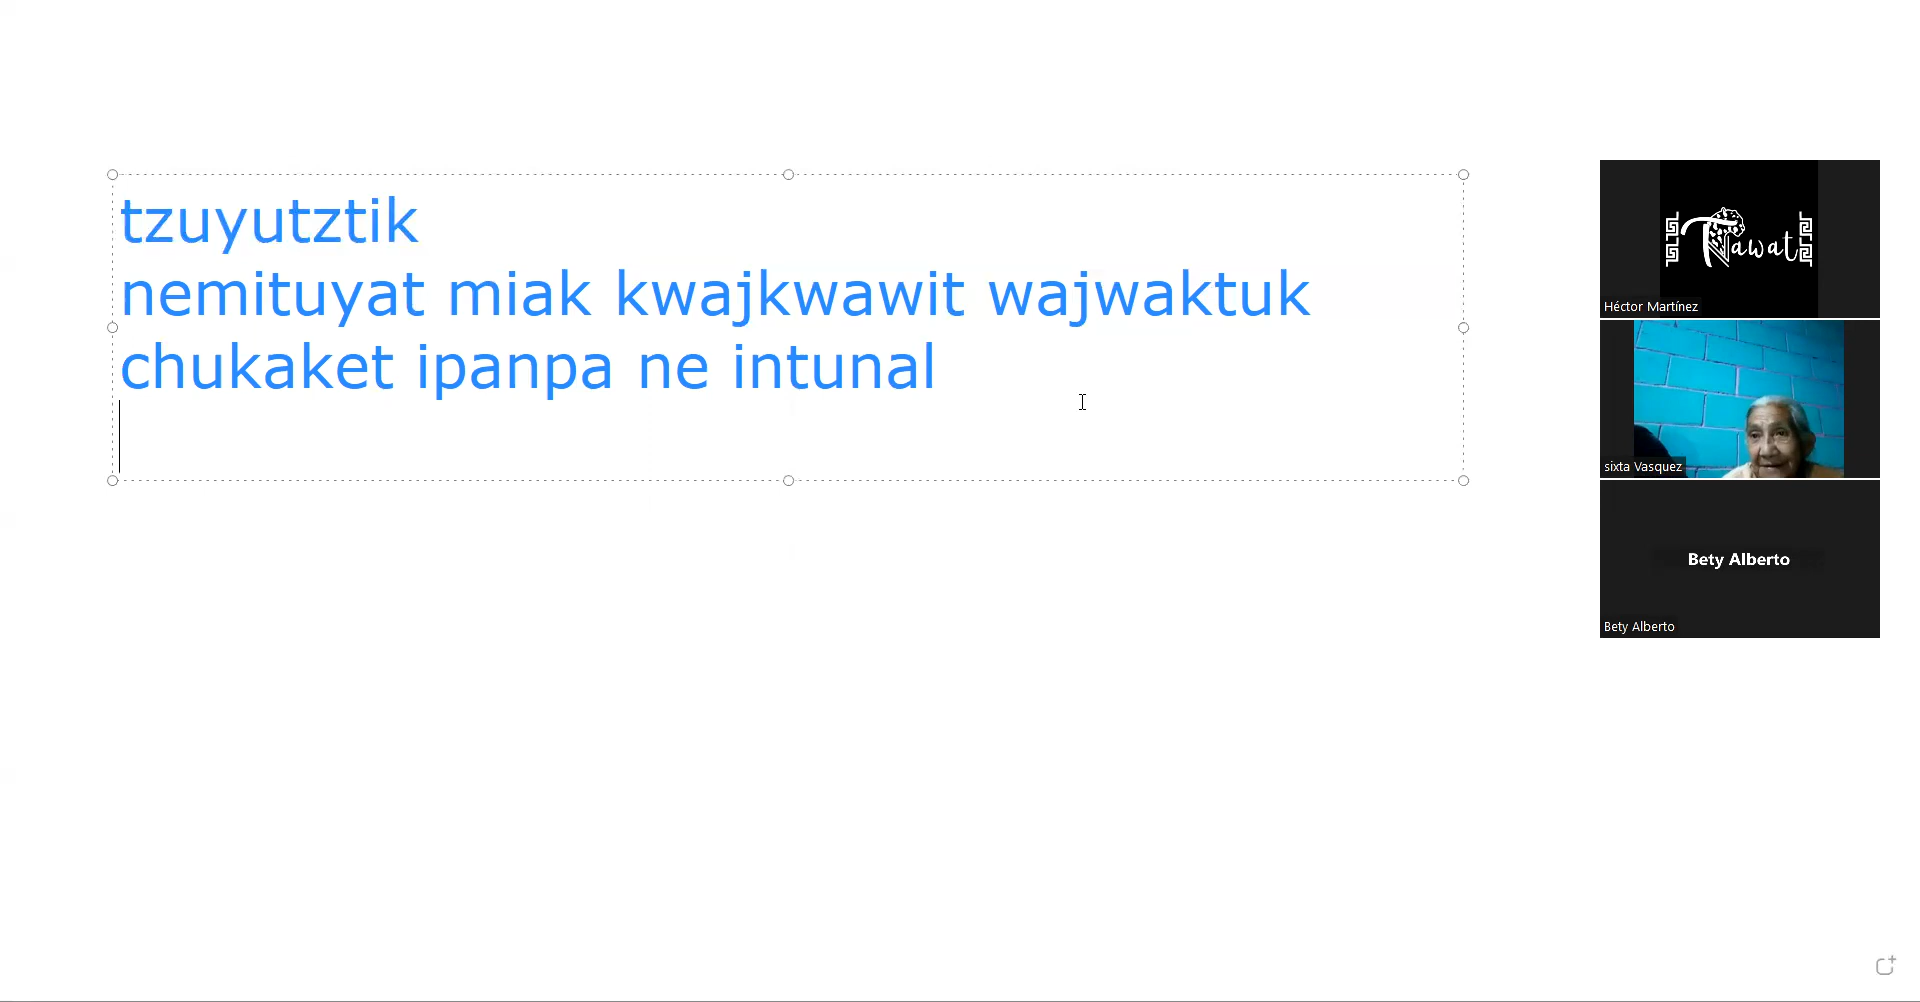 tzuyutztik
nemituyat miak kwajkwawit wajwaktuk
chukaket ipanpa ne intunal
Nawat
Héctor Martínez
sixta Vasquez
Bety Alberto
Bety Alberto